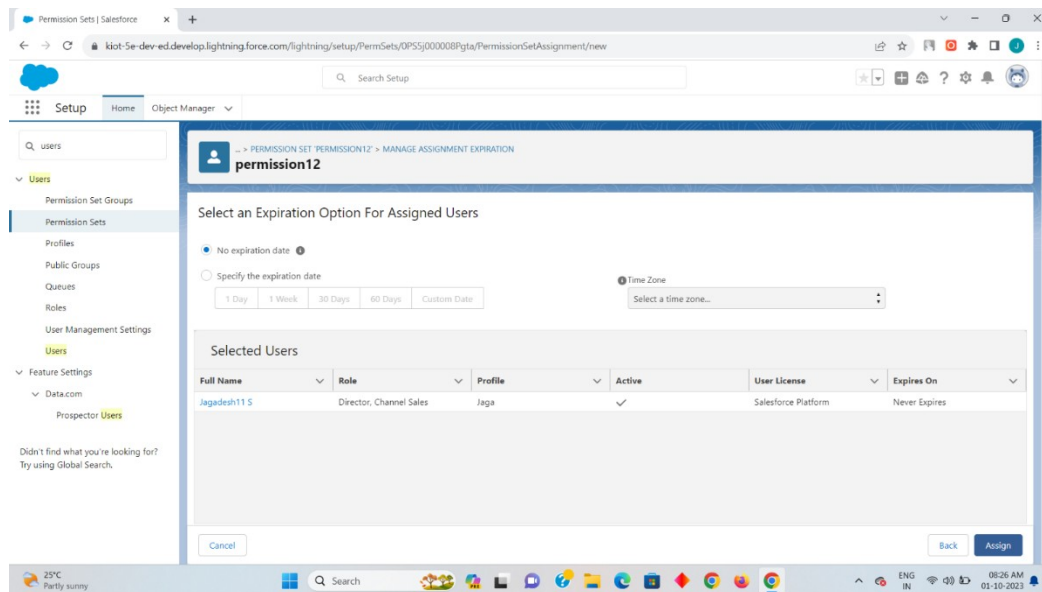 Permission Sets | Salesforce
kiot-5e-dev-ed.develop.lightning.force.com/lightning/setup/PermSets/0PS5j000008Pgta/PermissionSetAssignment/new
J
Search Setup
Setup Home Object Manager
users
Users
Permission Set Groups
Permission Sets
Profiles
Public Groups
Queues
Roles
User Management Settings
Users
Feature Settings
Data.com
Prospector Users
Didn't find what you're looking for?
Try using Global Search.
... > PERMISSION SET 'PERMISSION12' > MANAGE ASSIGNMENT EXPIRATION
permission12
Select an Expiration Option For Assigned Users
No expiration date
Specify the expiration date
1 Day 1 Week 30 Days 60 Days Custom Date
Time Zone
Select a time zone...
Selected Users
Full Name Role Profile Active User License Expires On
Jagadesh11 S Director, Channel Sales Jaga Salesforce Platform Never Expires
Cancel Back Assign
25°C
Partly sunny
Search
ENG
IN
08:26 AM
01-10-2023